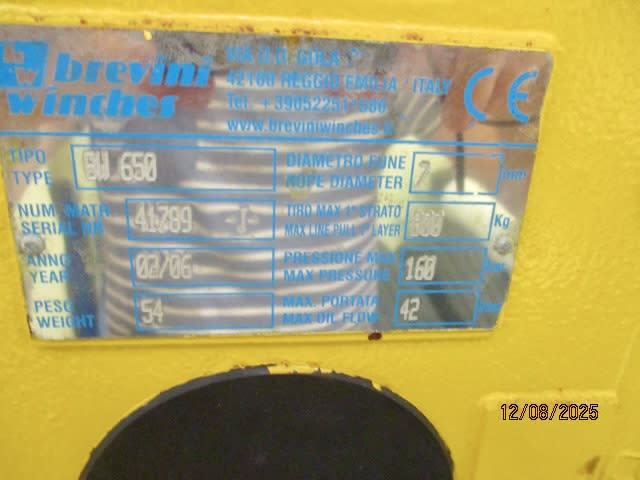 brevini
winches
42100 REGGIO EMILIA ITALY
www.breviniwinches.it
CE
TIPO
TYPE
BW 650
DIAMETRO FUNE
ROPE DIAMETER
7
mm
NUM. MATR.
SERIAL NR
41789
-J-
TIRO MAX 1° STRATO
MAX LINE PULL 1° LAYER
Kg
ANNO
YEAR
02/06
PRESSIONE MAX
MAX PRESSURE
160
bar
PESO
WEIGHT
54
MAX. PORTATA
MAX OIL FLOW
42
12/08/2025